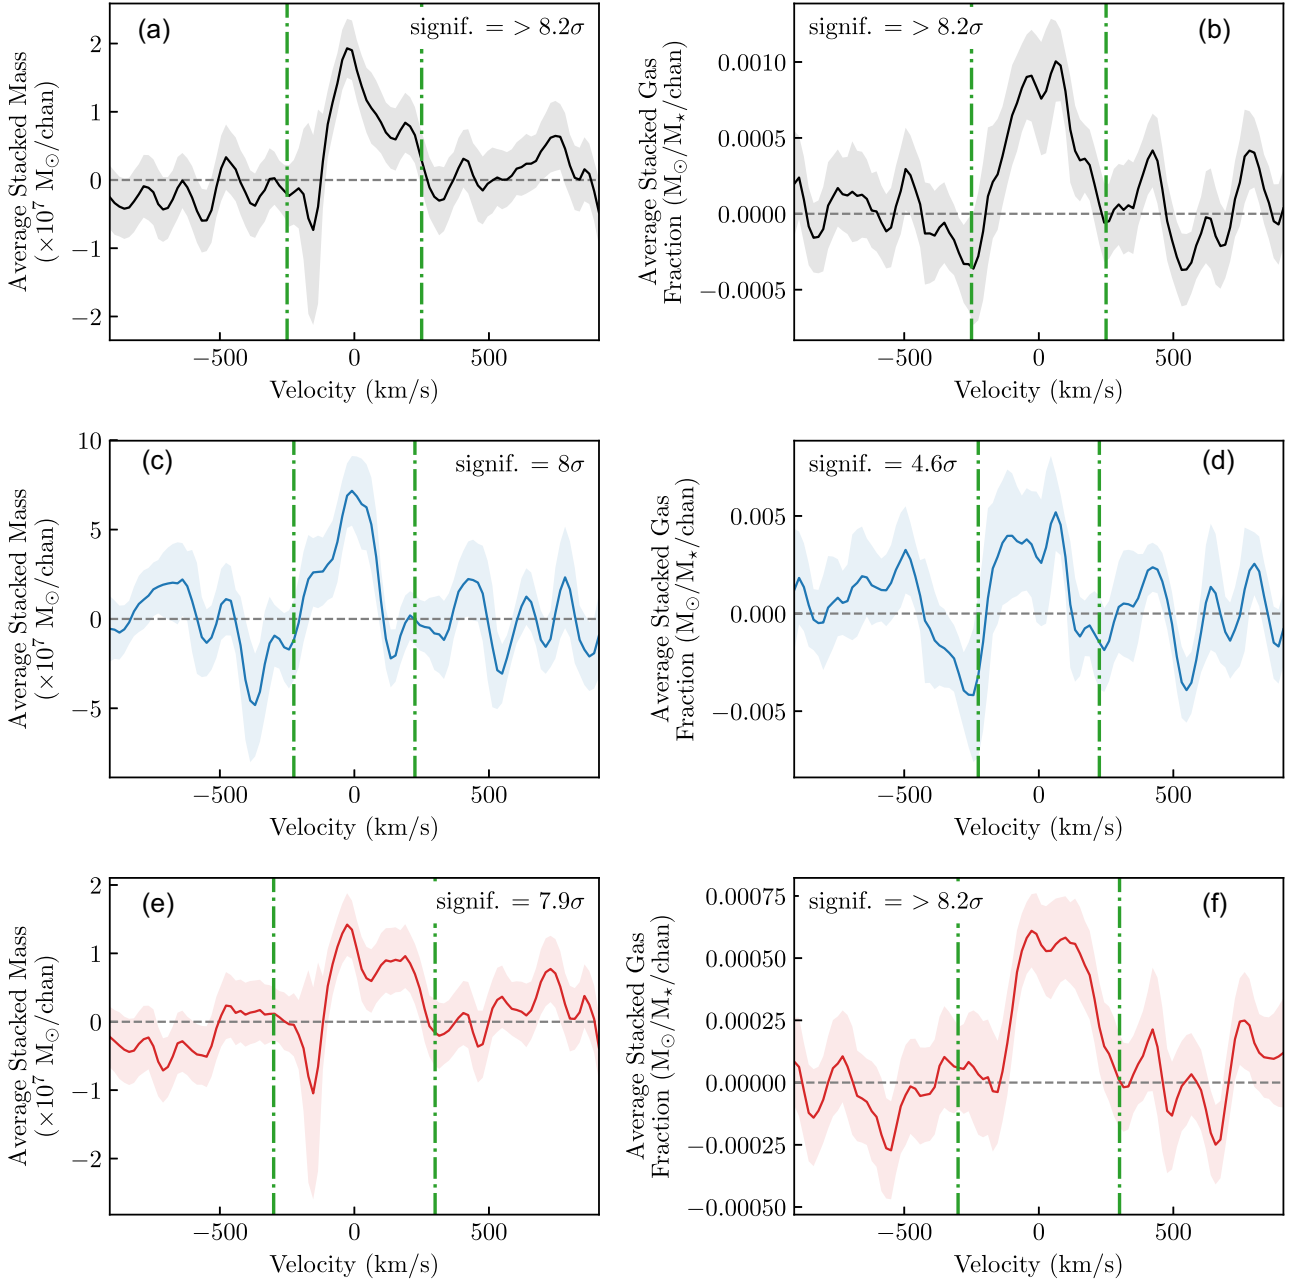 (a)
signif. = > 8.2σ
Average Stacked Mass
(×10⁷ M⊙/chan)
2
1
0
−1
−2
−500
0
500
Velocity (km/s)
signif. = > 8.2σ
(b)
Average Stacked Gas
Fraction (M⊙/M⋆/chan)
0.0010
0.0005
0.0000
−0.0005
−500
0
500
Velocity (km/s)
(c)
signif. = 8σ
Average Stacked Mass
(×10⁷ M⊙/chan)
10
5
0
−5
−500
0
500
Velocity (km/s)
signif. = 4.6σ
(d)
Average Stacked Gas
Fraction (M⊙/M⋆/chan)
0.005
0.000
−0.005
−500
0
500
Velocity (km/s)
(e)
signif. = 7.9σ
Average Stacked Mass
(×10⁷ M⊙/chan)
2
1
0
−1
−2
−500
0
500
Velocity (km/s)
signif. = > 8.2σ
(f)
Average Stacked Gas
Fraction (M⊙/M⋆/chan)
0.00075
0.00050
0.00025
0.00000
−0.00025
−0.00050
−500
0
500
Velocity (km/s)